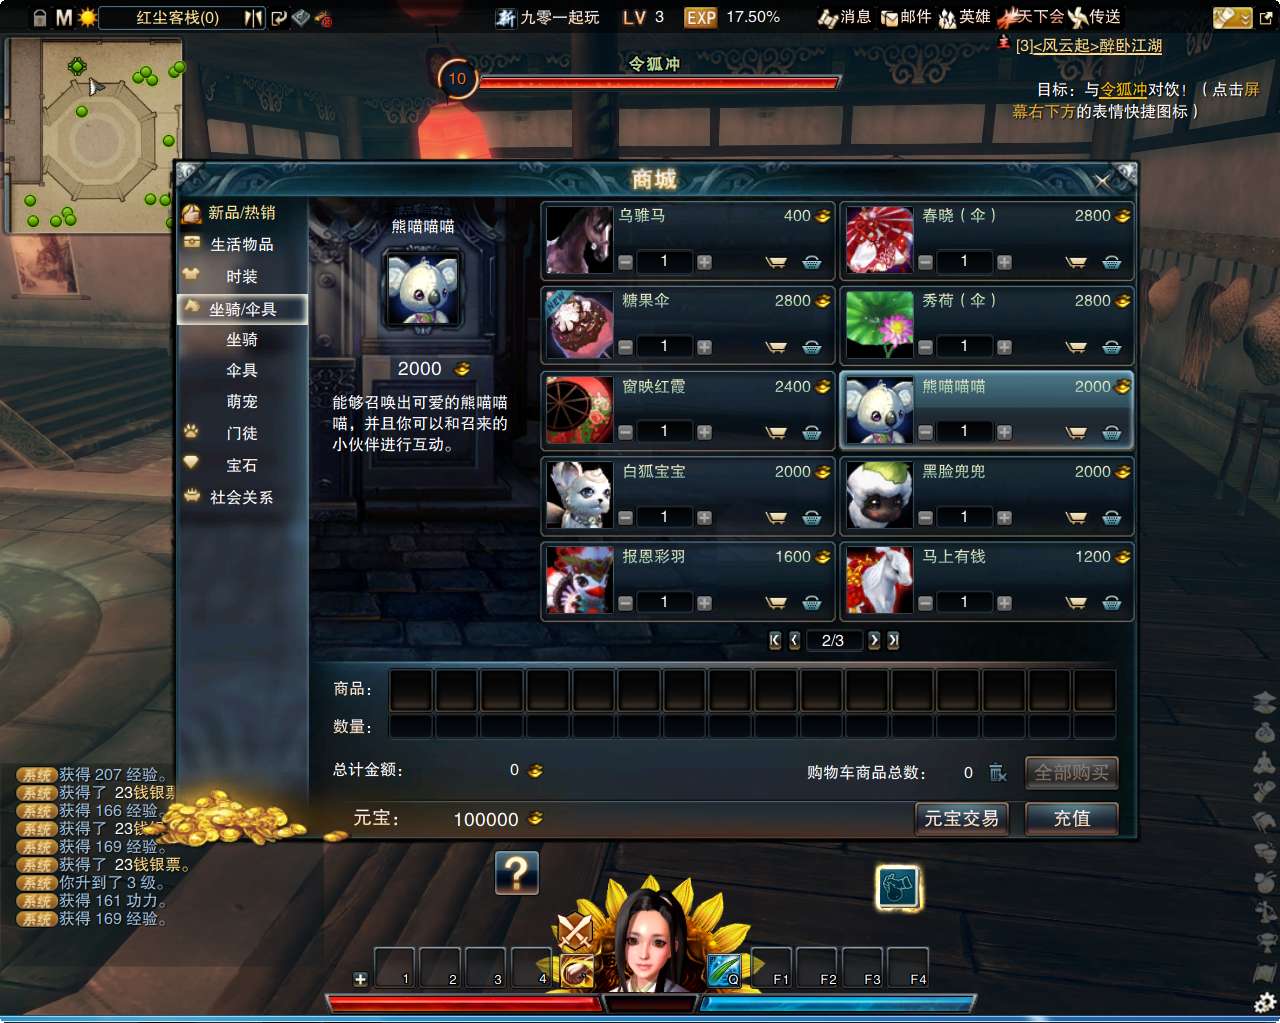 M 红尘客栈(0) 新 九零一起玩 LV 3 EXP 17.50% 消息 邮件 英雄 天下会 传送
主 [3]<风云起>醉卧江湖
目标：与令狐冲对饮！（点击屏
幕右下方的表情快捷图标）
10 令狐冲
商城
新品/热销
生活物品
时装
坐骑/伞具
坐骑
伞具
萌宠
门徒
宝石
社会关系
熊喵喵喵
2000
能够召唤出可爱的熊喵喵
喵，并且你可以和召来的
小伙伴进行互动。
乌骓马 400
1
春晓（伞） 2800
1
糖果伞 2800
1
秀荷（伞） 2800
1
窗映红霞 2400
1
熊喵喵喵 2000
1
白狐宝宝 2000
1
黑脸兜兜 2000
1
报恩彩羽 1600
1
马上有钱 1200
1
2/3
商品：
数量：
总计金额： 0 购物车商品总数： 0 全部购买
元宝： 100000 元宝交易 充值
系统 获得 207 经验。
系统 获得了 23钱银票
系统 获得 166 经验。
系统 获得了 23钱
系统 获得 169 经验。
系统 获得了 23钱银票。
系统 你升到了 3 级。
系统 获得 161 功力。
系统 获得 169 经验。
?
1 2 3 4 Q F1 F2 F3 F4